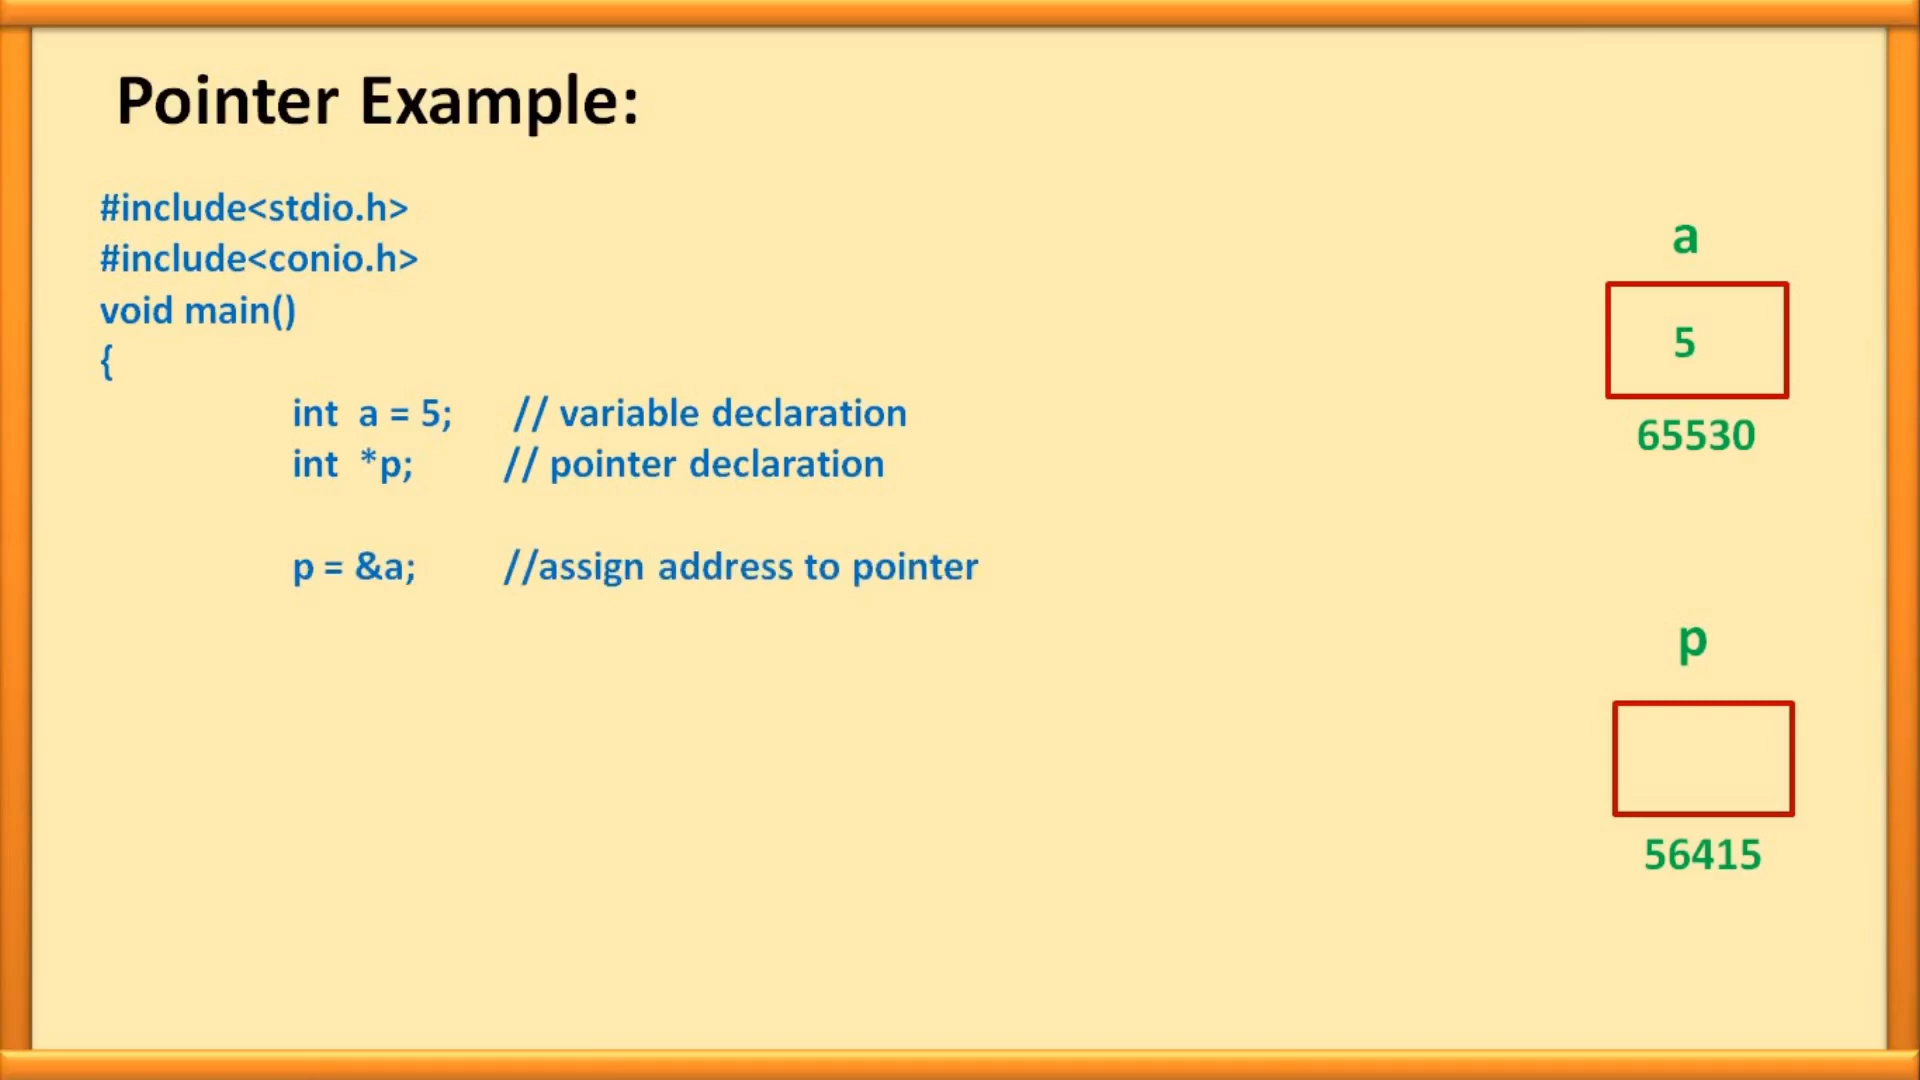 Pointer Example:
#include<stdio.h>
#include<conio.h>
void main()
{
int a = 5; // variable declaration
int *p; // pointer declaration
p = &a; //assign address to pointer
a
5
65530
p
56415